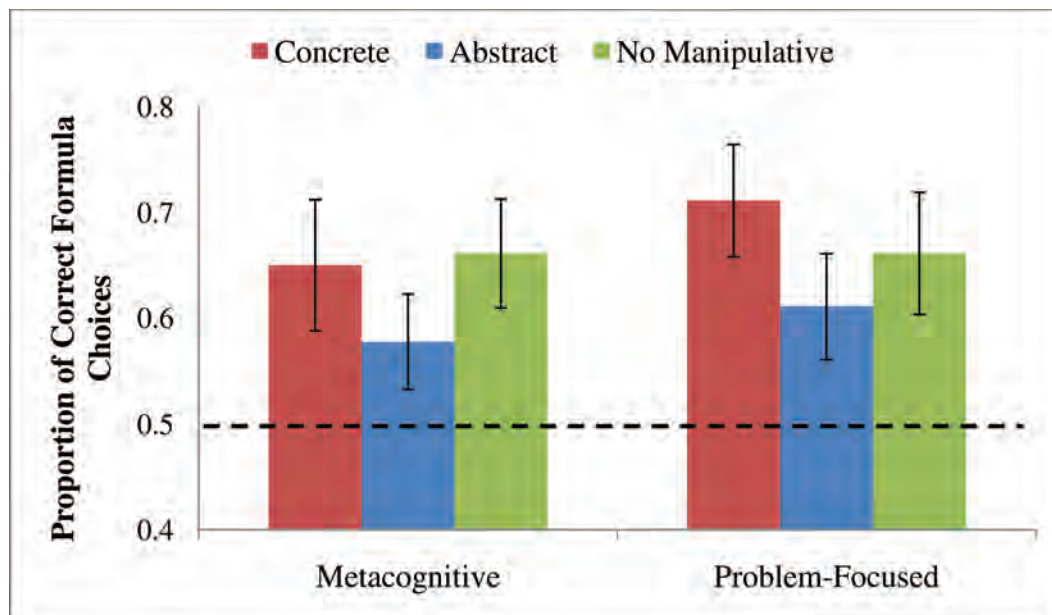 Concrete Abstract No Manipulative
Proportion of Correct Formula
Choices
0.8
0.7
0.6
0.5
0.4
Metacognitive Problem-Focused